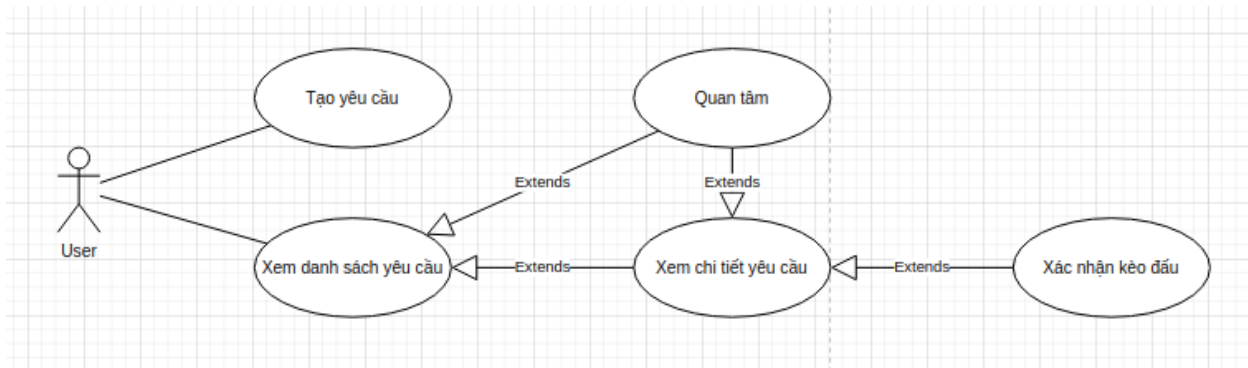 Tạo yêu cầu
Quan tâm
Extends
Extends
User
Xem danh sách yêu cầu
Extends
Xem chi tiết yêu cầu
Extends
Xác nhận kèo đấu